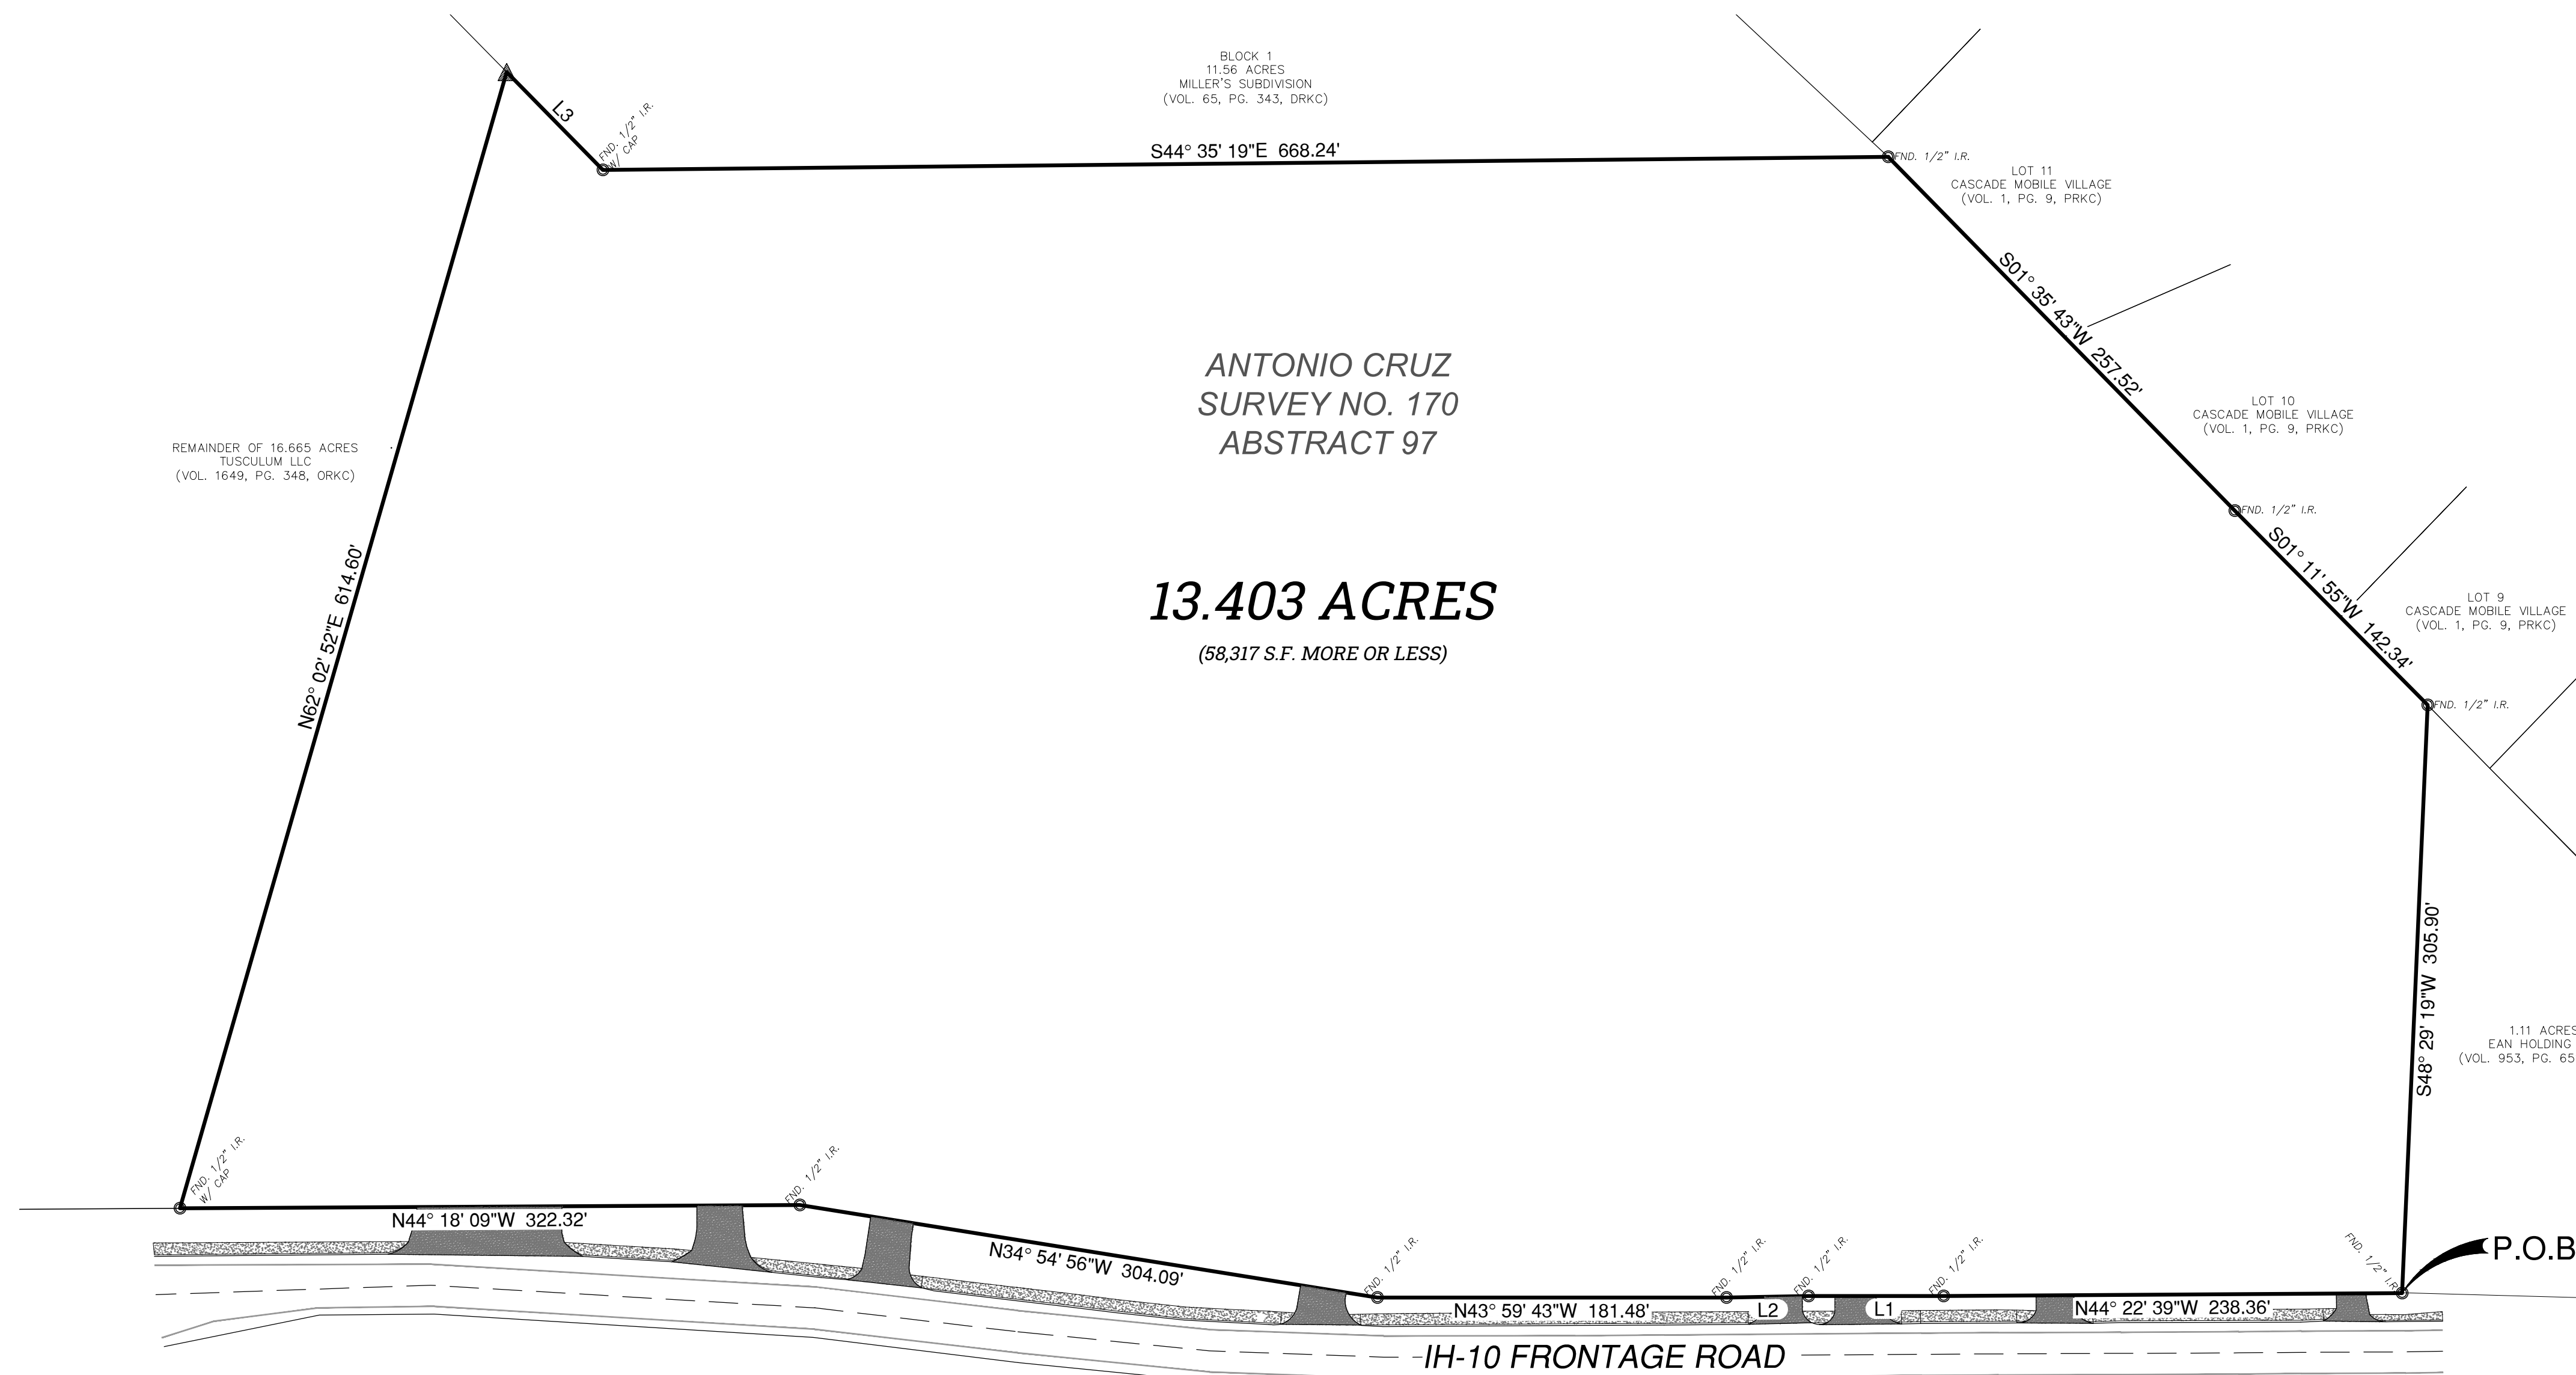 BLOCK 1
11.56 ACRES
MILLER'S SUBDIVISION
(VOL. 65, PG. 343, DRKC)
L3
FND. 1/2" I.R.
W/ CAP
S44° 35' 19"E 668.24'
FND. 1/2" I.R.
LOT 11
CASCADE MOBILE VILLAGE
(VOL. 1, PG. 9, PRKC)
S01° 35' 43"W 257.52'
ANTONIO CRUZ
SURVEY NO. 170
ABSTRACT 97
LOT 10
CASCADE MOBILE VILLAGE
(VOL. 1, PG. 9, PRKC)
REMAINDER OF 16.665 ACRES
TUSCULUM LLC
(VOL. 1649, PG. 348, ORKC)
FND. 1/2" I.R.
S01° 11' 55"W 142.34'
13.403 ACRES
(58,317 S.F. MORE OR LESS)
LOT 9
CASCADE MOBILE VILLAGE
(VOL. 1, PG. 9, PRKC)
N62° 02' 52"E 614.60'
FND. 1/2" I.R.
S48° 29' 19"W 305.90'
1.11 ACRES
EAN HOLDING
(VOL. 953, PG. 65
FND. 1/2" I.R.
W/ CAP
FND. 1/2" I.R.
N44° 18' 09"W 322.32'
N34° 54' 56"W 304.09'
FND. 1/2" I.R.
FND. 1/2" I.R.
FND. 1/2" I.R.
FND. 1/2" I.R.
FND. 1/2" I.R.
P.O.B
N43° 59' 43"W 181.48'
L2
L1
N44° 22' 39"W 238.36'
IH-10 FRONTAGE ROAD